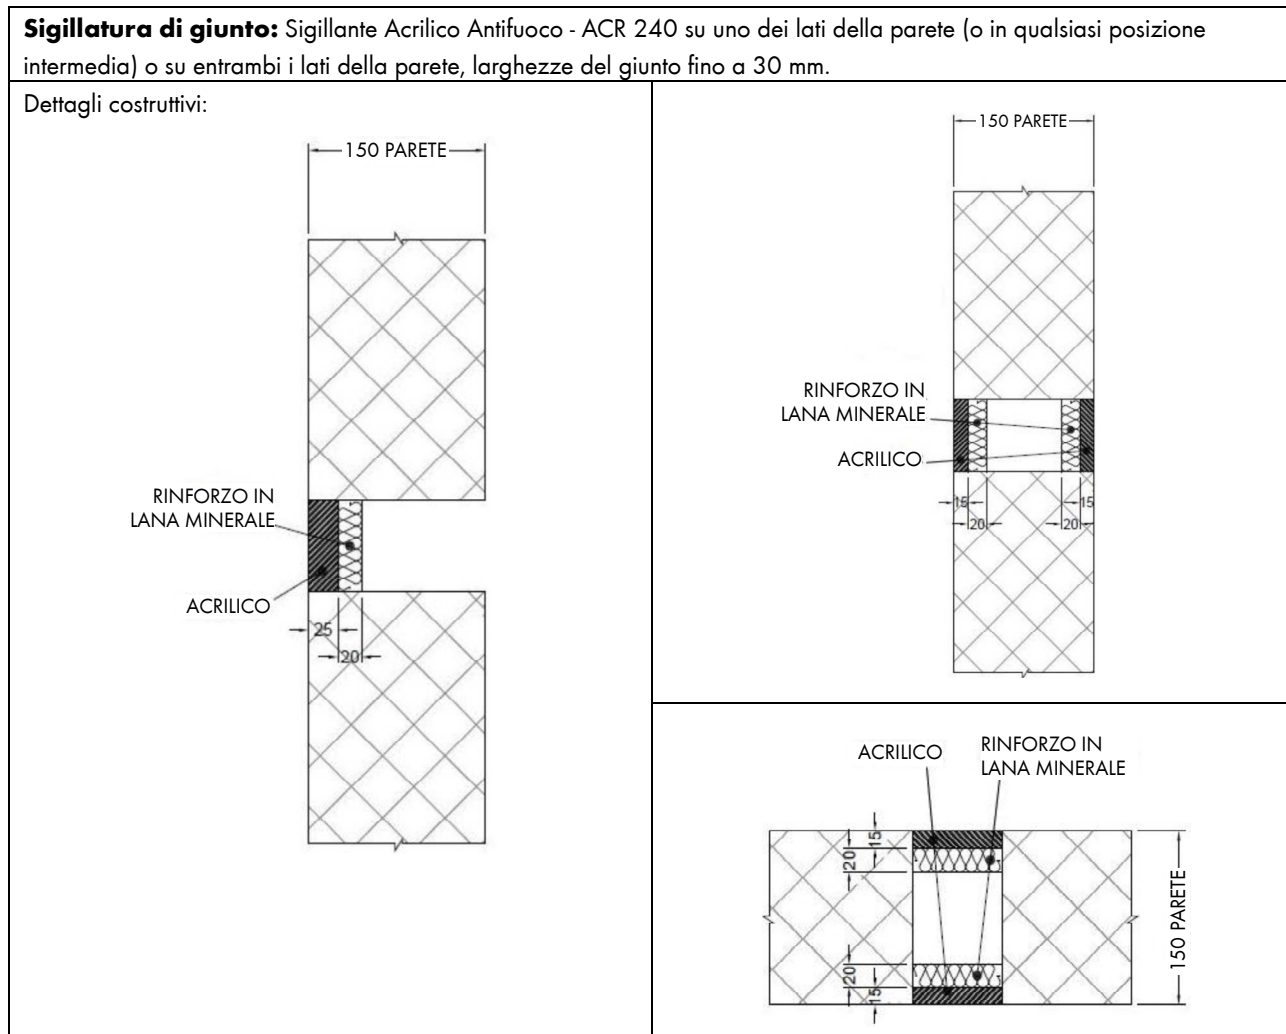 Sigillatura di giunto: Sigillante Acrilico Antifuoco - ACR 240 su uno dei lati della parete (o in qualsiasi posizione
intermedia) o su entrambi i lati della parete, larghezze del giunto fino a 30 mm.
Dettagli costruttivi:
150 PARETE
RINFORZO IN
LANA MINERALE
ACRILICO
25
20
150 PARETE
RINFORZO IN
LANA MINERALE
ACRILICO
15
15
20
20
ACRILICO
RINFORZO IN
LANA MINERALE
15
20
20
15
150 PARETE